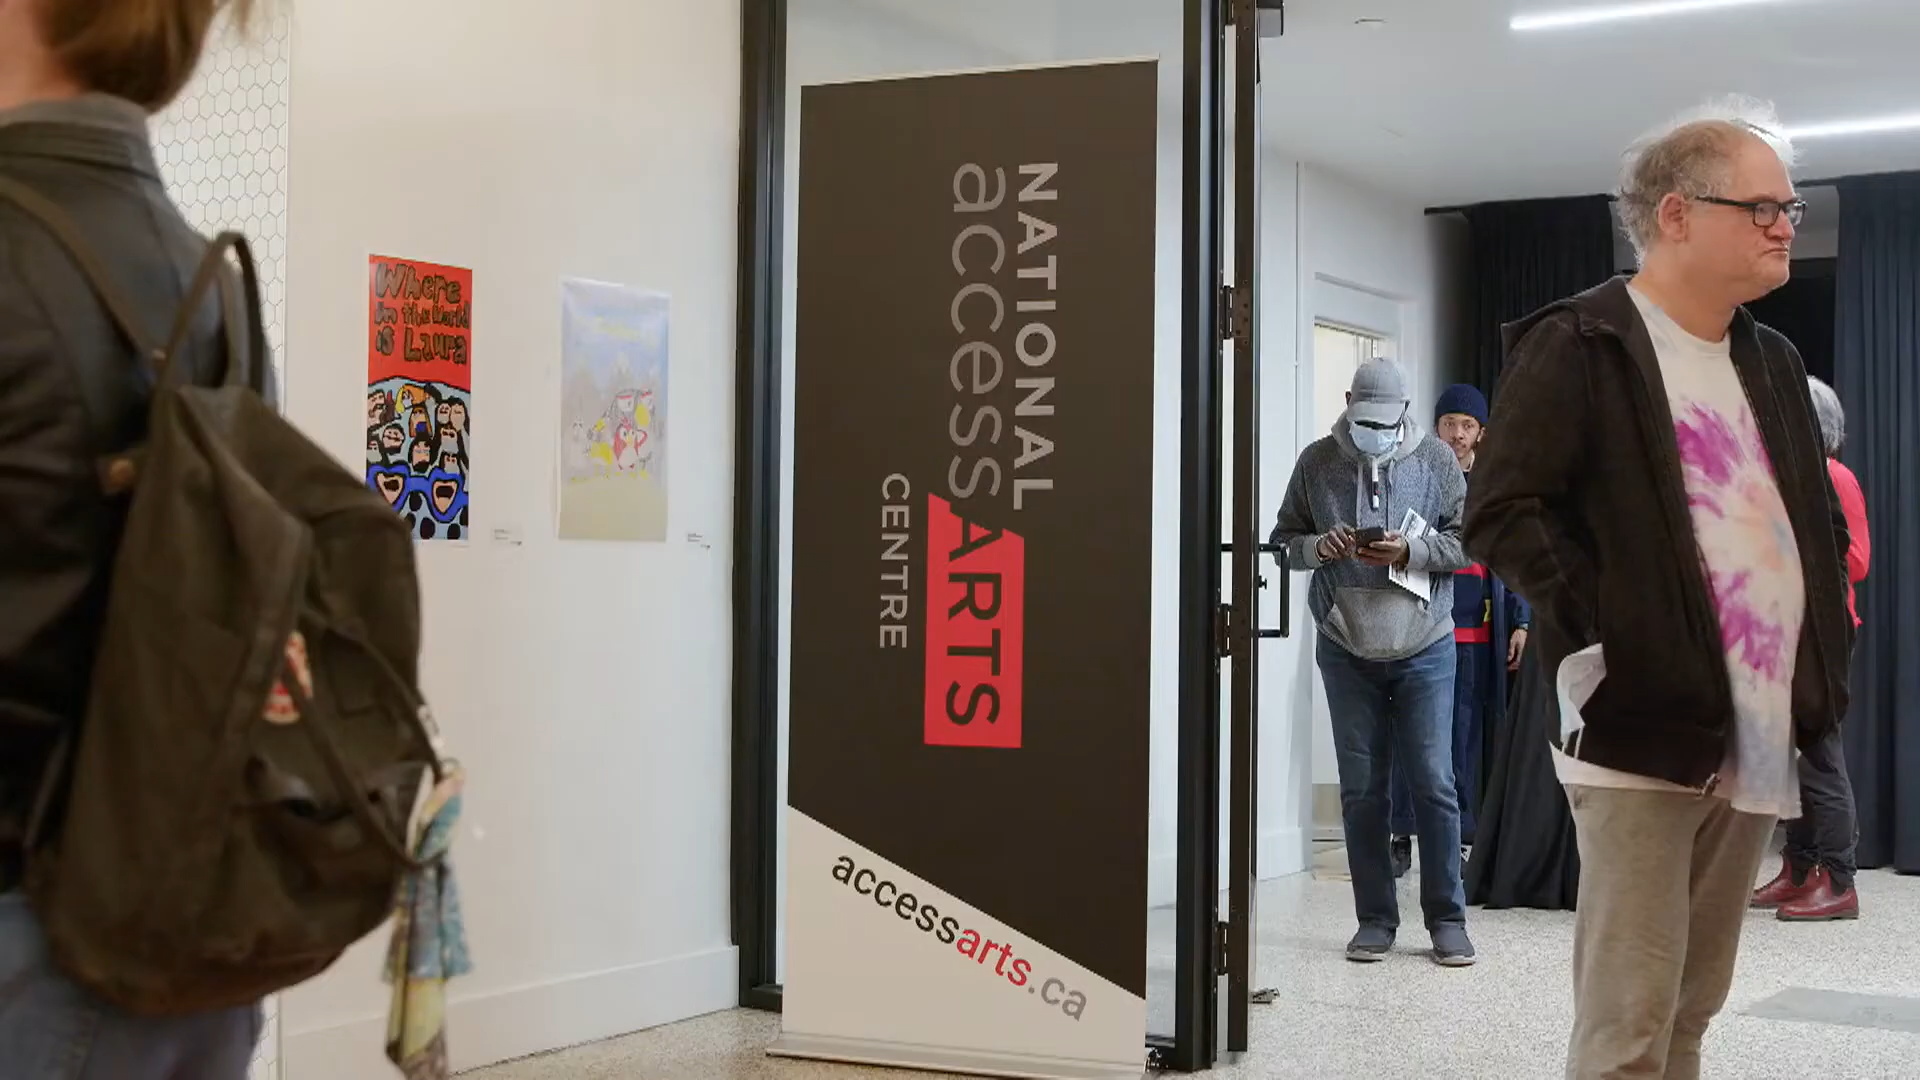 Where
in the World
is Laura
NATIONAL
accessARTS
CENTRE
accessarts.ca